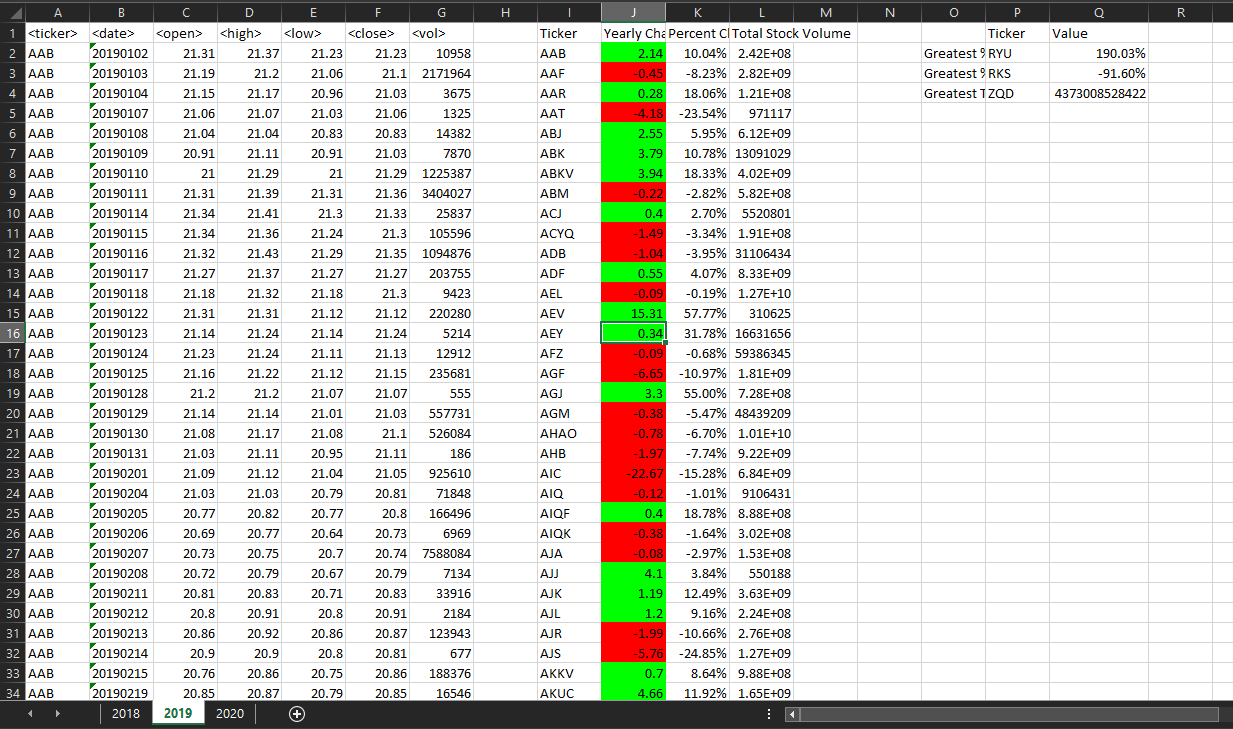 A B C D E F G H I J K L M N O P Q R
1 <ticker> <date> <open> <high> <low> <close> <vol> Ticker Yearly Cha Percent Cl Total Stock Volume Ticker Value
2 AAB 20190102 21.31 21.37 21.23 21.23 10958 AAB 2.14 10.04% 2.42E+08 Greatest % RYU 190.03%
3 AAB 20190103 21.19 21.2 21.06 21.1 2171964 AAF -0.45 -8.23% 2.82E+09 Greatest % RKS -91.60%
4 AAB 20190104 21.15 21.17 20.96 21.03 3675 AAR 0.28 18.06% 1.21E+08 Greatest T ZQD 4373008528422
5 AAB 20190107 21.06 21.07 21.03 21.06 1325 AAT -4.18 -23.54% 971117
6 AAB 20190108 21.04 21.04 20.83 20.83 14382 ABJ 2.55 5.95% 6.12E+09
7 AAB 20190109 20.91 21.11 20.91 21.03 7870 ABK 3.79 10.78% 13091029
8 AAB 20190110 21 21.29 21 21.29 1225387 ABKV 3.94 18.33% 4.02E+09
9 AAB 20190111 21.31 21.39 21.31 21.36 3404027 ABM -0.22 -2.82% 5.82E+08
10 AAB 20190114 21.34 21.41 21.3 21.33 25837 ACJ 0.4 2.70% 5520801
11 AAB 20190115 21.34 21.36 21.24 21.3 105596 ACYQ -1.49 -3.34% 1.91E+08
12 AAB 20190116 21.32 21.43 21.29 21.35 1094876 ADB -1.04 -3.95% 31106434
13 AAB 20190117 21.27 21.37 21.27 21.27 203755 ADF 0.55 4.07% 8.33E+09
14 AAB 20190118 21.18 21.32 21.18 21.3 9423 AEL -0.09 -0.19% 1.27E+10
15 AAB 20190122 21.31 21.31 21.12 21.12 220280 AEV 15.31 57.77% 310625
16 AAB 20190123 21.14 21.24 21.14 21.24 5214 AEY 0.34 31.78% 16631656
17 AAB 20190124 21.23 21.24 21.11 21.13 12912 AFZ -0.09 -0.68% 59386345
18 AAB 20190125 21.16 21.22 21.12 21.15 235681 AGF -6.65 -10.97% 1.81E+09
19 AAB 20190128 21.2 21.2 21.07 21.07 555 AGJ 3.3 55.00% 7.28E+08
20 AAB 20190129 21.14 21.14 21.01 21.03 557731 AGM -0.38 -5.47% 48439209
21 AAB 20190130 21.08 21.17 21.08 21.1 526084 AHAO -0.78 -6.70% 1.01E+10
22 AAB 20190131 21.03 21.11 20.95 21.11 186 AHB -1.97 -7.74% 9.22E+09
23 AAB 20190201 21.09 21.12 21.04 21.05 925610 AIC -22.67 -15.28% 6.84E+09
24 AAB 20190204 21.03 21.03 20.79 20.81 71848 AIQ -0.12 -1.01% 9106431
25 AAB 20190205 20.77 20.82 20.77 20.8 166496 AIQF 0.4 18.78% 8.88E+08
26 AAB 20190206 20.69 20.77 20.64 20.73 6969 AIQK -0.38 -1.64% 3.02E+08
27 AAB 20190207 20.73 20.75 20.7 20.74 7588084 AJA -0.08 -2.97% 1.53E+08
28 AAB 20190208 20.72 20.79 20.67 20.79 7134 AJJ 4.1 3.84% 550188
29 AAB 20190211 20.81 20.83 20.71 20.83 33916 AJK 1.19 12.49% 3.63E+09
30 AAB 20190212 20.8 20.91 20.8 20.91 2184 AJL 1.2 9.16% 2.24E+08
31 AAB 20190213 20.86 20.92 20.86 20.87 123943 AJR -1.99 -10.66% 2.76E+08
32 AAB 20190214 20.9 20.9 20.8 20.81 677 AJS -5.76 -24.85% 1.27E+09
33 AAB 20190215 20.76 20.86 20.75 20.86 188376 AKKV 0.7 8.64% 9.88E+08
34 AAB 20190219 20.85 20.87 20.79 20.85 16546 AKUC 4.66 11.92% 1.65E+09
2018 2019 2020